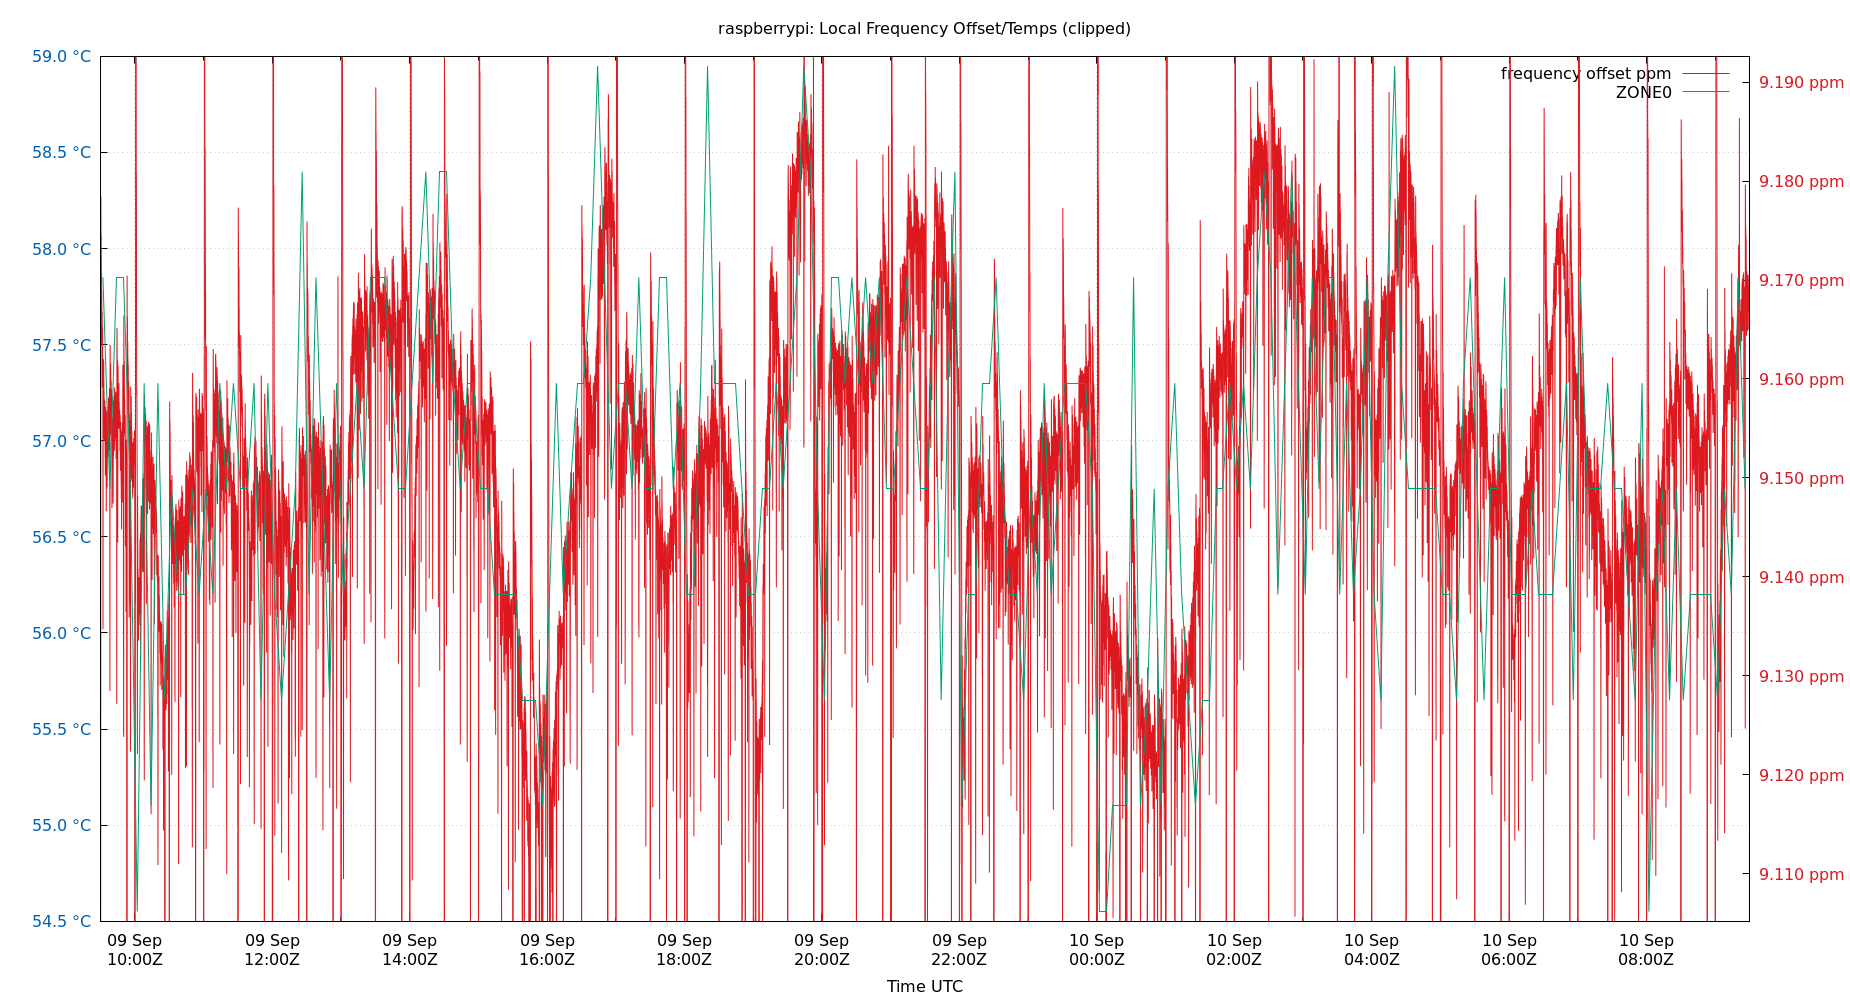 raspberrypi: Local Frequency Offset/Temps (clipped)
frequency offset ppm
ZONE0
59.0 °C
58.5 °C
58.0 °C
57.5 °C
57.0 °C
56.5 °C
56.0 °C
55.5 °C
55.0 °C
54.5 °C
9.190 ppm
9.180 ppm
9.170 ppm
9.160 ppm
9.150 ppm
9.140 ppm
9.130 ppm
9.120 ppm
9.110 ppm
09 Sep 09 Sep 09 Sep 09 Sep 09 Sep 09 Sep 09 Sep 10 Sep 10 Sep 10 Sep 10 Sep 10 Sep
10:00Z 12:00Z 14:00Z 16:00Z 18:00Z 20:00Z 22:00Z 00:00Z 02:00Z 04:00Z 06:00Z 08:00Z
Time UTC